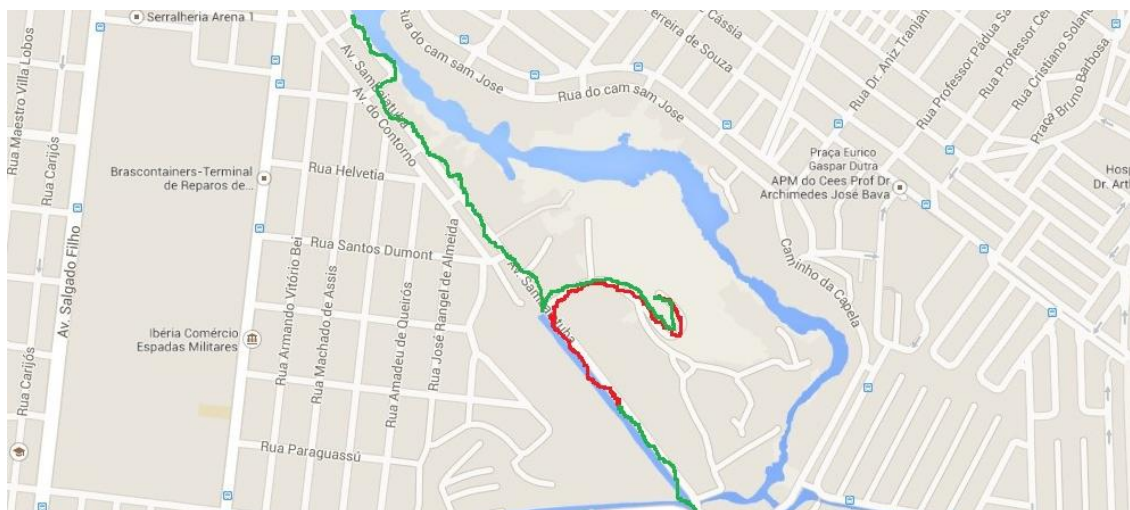 Serralheria Arena 1
Rua Maestro Villa Lobos
Rua Carijós
Av. Salgado Filho
Rua Carijós
Brascontainers-Terminal
de Reparos de...
Ibéria Comércio
Espadas Militares
Rua Armando Vitório Bei
Rua Machado de Assis
Rua Amadeu de Queirós
Rua José Rangel de Almeida
Rua Helvetia
Rua Santos Dumont
Rua Paraguassú
Av. do Contorno
Rua do cam sam Jose
Rua do cam sam Jose
Ferreira de Souza
Cássia
Rua Dr. Aniz Tranjan
Rua Professor Pádua Sa
Rua Professor Cer
Rua Cristiano Solano
Praça Bruno Barbosa
Praça Eurico
Gaspar Dutra
APM do Cees Prof Dr
Archimedes José Bava
Caminho da Capela
Hosp
Dr. Arth